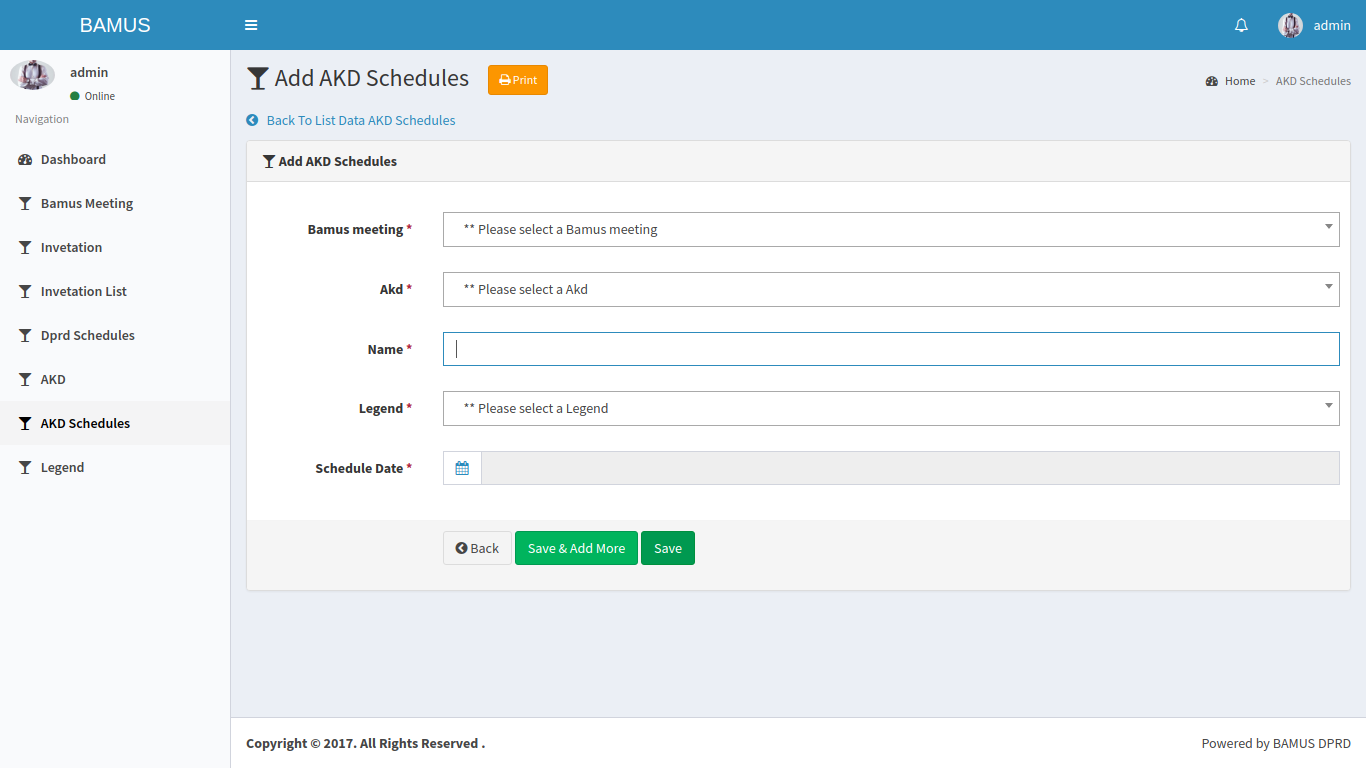 BAMUS
admin
admin
Online
Navigation
Dashboard
Bamus Meeting
Invetation
Invetation List
Dprd Schedules
AKD
AKD Schedules
Legend
Add AKD Schedules
Print
Home > AKD Schedules
Back To List Data AKD Schedules
Add AKD Schedules
Bamus meeting * ** Please select a Bamus meeting
Akd * ** Please select a Akd
Name *
Legend * ** Please select a Legend
Schedule Date *
Back
Save & Add More
Save
Copyright © 2017. All Rights Reserved .
Powered by BAMUS DPRD